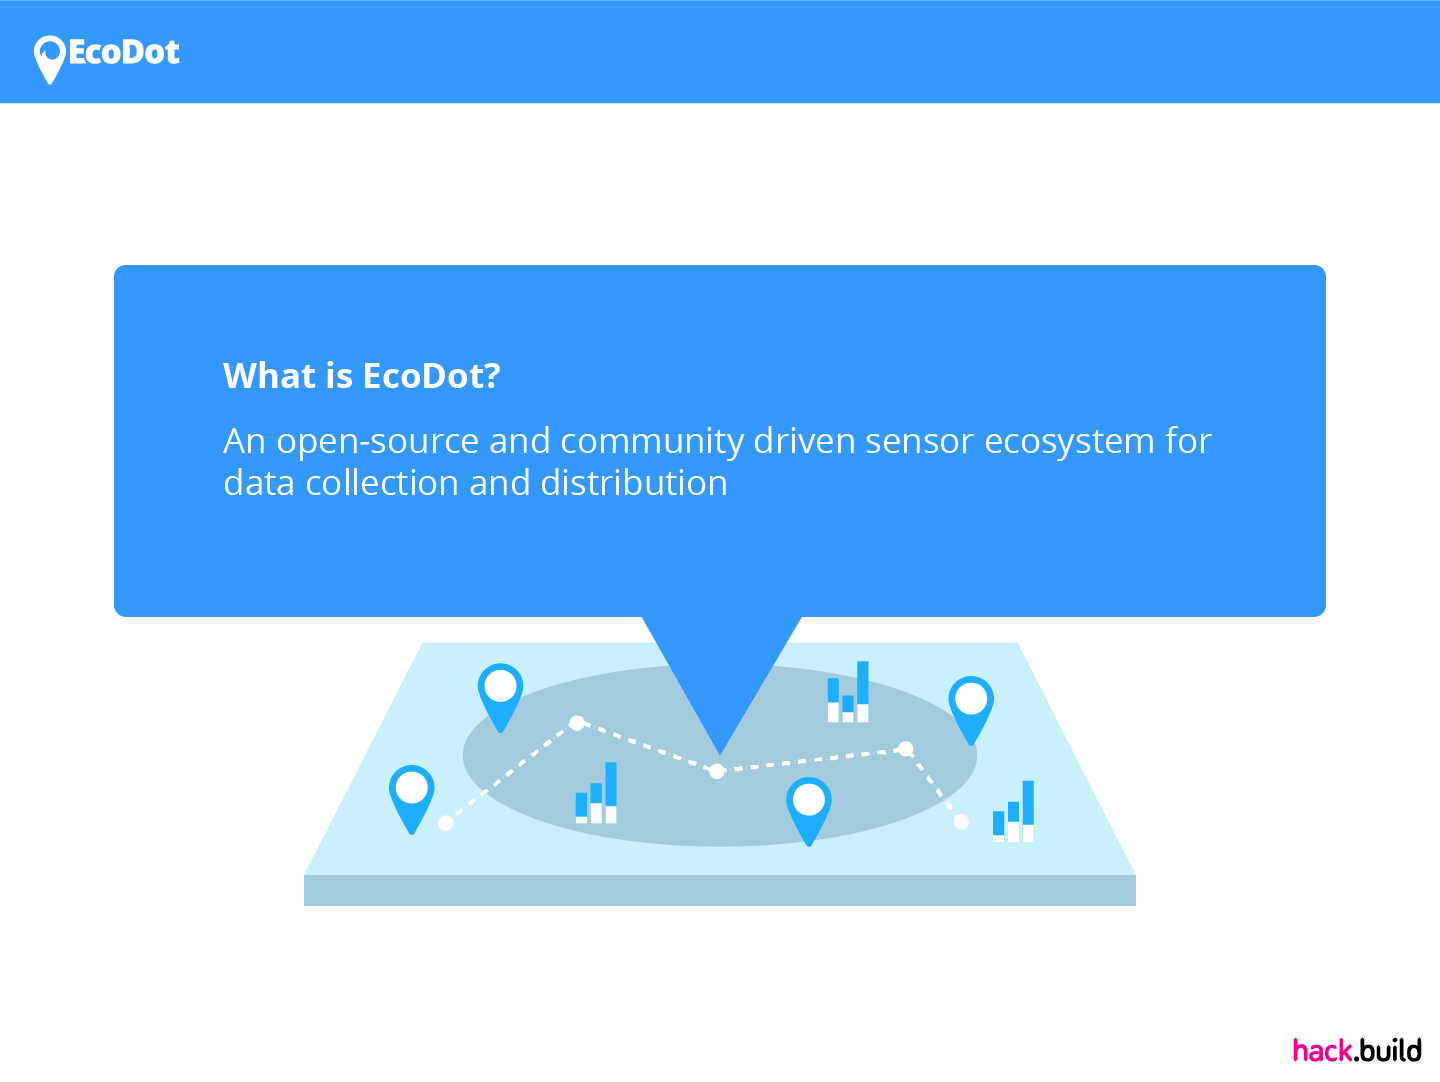 EcoDot
What is EcoDot?
An open-source and community driven sensor ecosystem for
data collection and distribution
hack.build